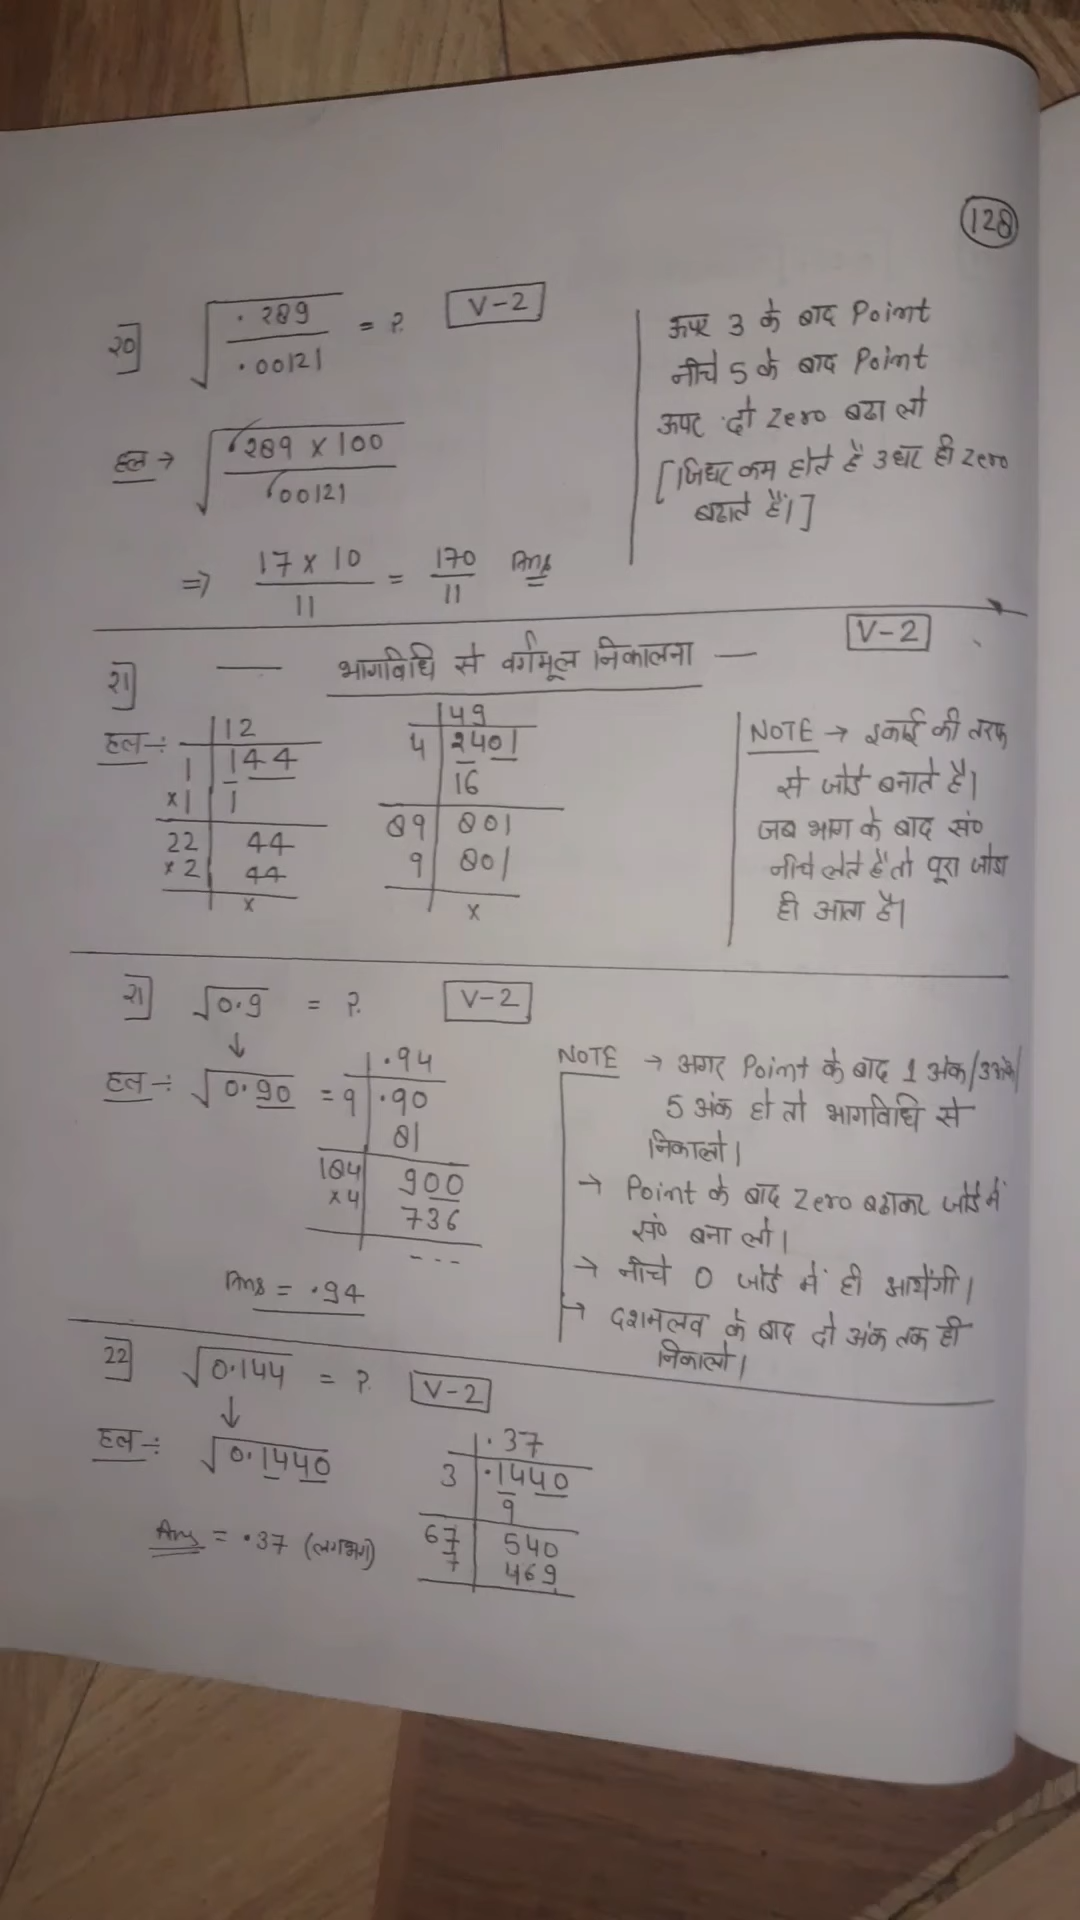 128
20] √(.289 / .00121) = ?. V-2
हल → √(289 × 100 / 00121)
⇒ 17 × 10 / 11 = 170 / 11 Ans
ऊपर 3 के बाद Point
नीचे 5 के बाद Point
ऊपर दो Zero बढा लो
[जिधर कम होते हैं उधर ही Zero
बढाते हैं।]
21] — भागविधि से वर्गमूल निकालना — V-2
हल ÷
12
1 | 144
×1 | 1
22 | 44
×2 | 44
x
49
4 | 2401
16
89 | 801
9 | 801
x
NOTE → इकाई की तरफ
से जोडे बनाते है।
जब भाग के बाद सं०
नीचे लेते हैं तो पूरा जोडा
ही आता है।
21] √0.9 = ?. V-2
↓
हल ÷ √0.90 =
.94
9 | .90
81
184 | 900
×4 | 736
---
Ans = .94
NOTE → अगर Point के बाद 1 अंक/3अंक/
5 अंक हो तो भागविधि से
निकालो।
→ Point के बाद Zero बढाकर जोडे में
सं० बना लो।
→ नीचे 0 जोडे में ही आयेंगी।
→ दशमलव के बाद दो अंक तक ही
निकालो।
22] √0.144 = ?. V-2
↓
हल ÷ √0.1440
.37
3 | .1440
9
67 | 540
7 | 469
Ans = .37 (लगभग)